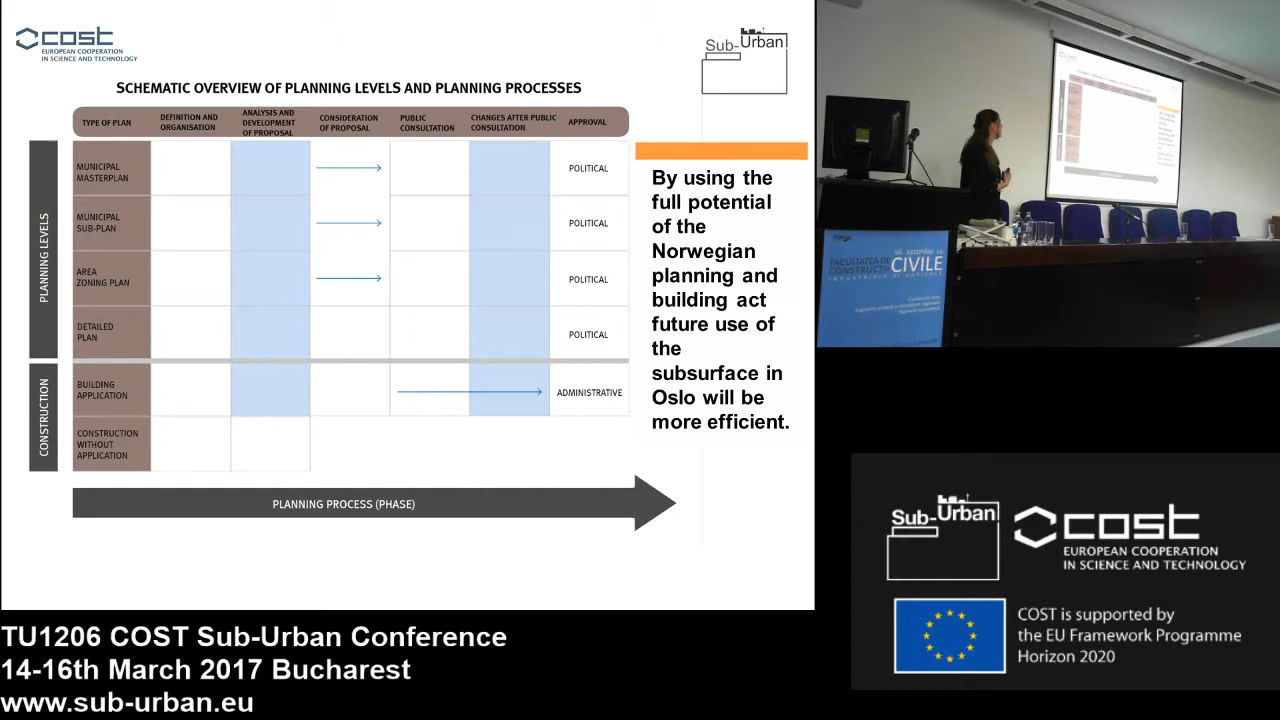 cost
EUROPEAN COOPERATION
IN SCIENCE AND TECHNOLOGY
Sub-Urban
SCHEMATIC OVERVIEW OF PLANNING LEVELS AND PLANNING PROCESSES
TYPE OF PLAN
DEFINITION AND
ORGANISATION
ANALYSIS AND
DEVELOPMENT
OF PROPOSAL
CONSIDERATION
OF PROPOSAL
PUBLIC
CONSULTATION
CHANGES AFTER PUBLIC
CONSULTATION
APPROVAL
PLANNING LEVELS
MUNICIPAL
MASTERPLAN
POLITICAL
MUNICIPAL
SUB-PLAN
POLITICAL
AREA
ZONING PLAN
POLITICAL
DETAILED
PLAN
POLITICAL
CONSTRUCTION
BUILDING
APPLICATION
ADMINISTRATIVE
CONSTRUCTION
WITHOUT
APPLICATION
PLANNING PROCESS (PHASE)
By using the
full potential
of the
Norwegian
planning and
building act
future use of
the
subsurface in
Oslo will be
more efficient.
FACULTATEA DE
CONSTRUCȚII
CIVILE
Sub-Urban
cost
EUROPEAN COOPERATION
IN SCIENCE AND TECHNOLOGY
COST is supported by
the EU Framework Programme
Horizon 2020
TU1206 COST Sub-Urban Conference
14-16th March 2017 Bucharest
www.sub-urban.eu